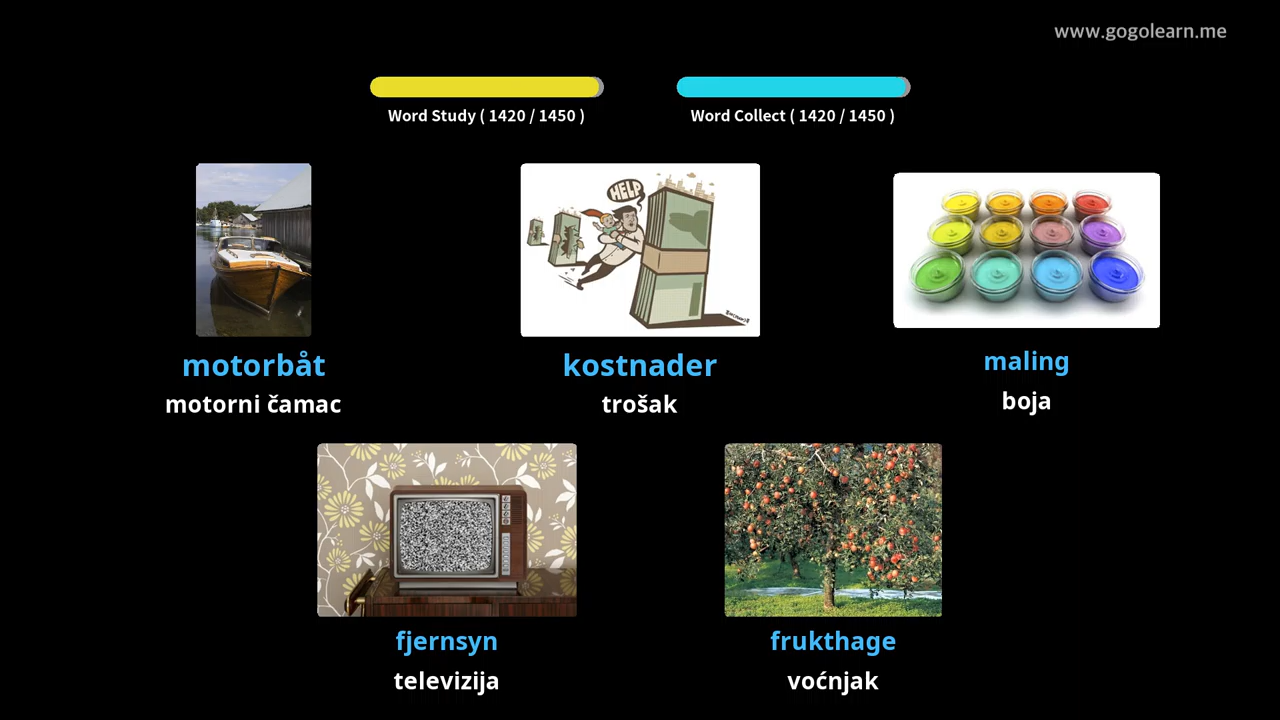 www.gogolearn.me
Word Study ( 1420 / 1450 )
Word Collect ( 1420 / 1450 )
HELP
motorbåt
motorni čamac
kostnader
trošak
maling
boja
fjernsyn
televizija
frukthage
voćnjak